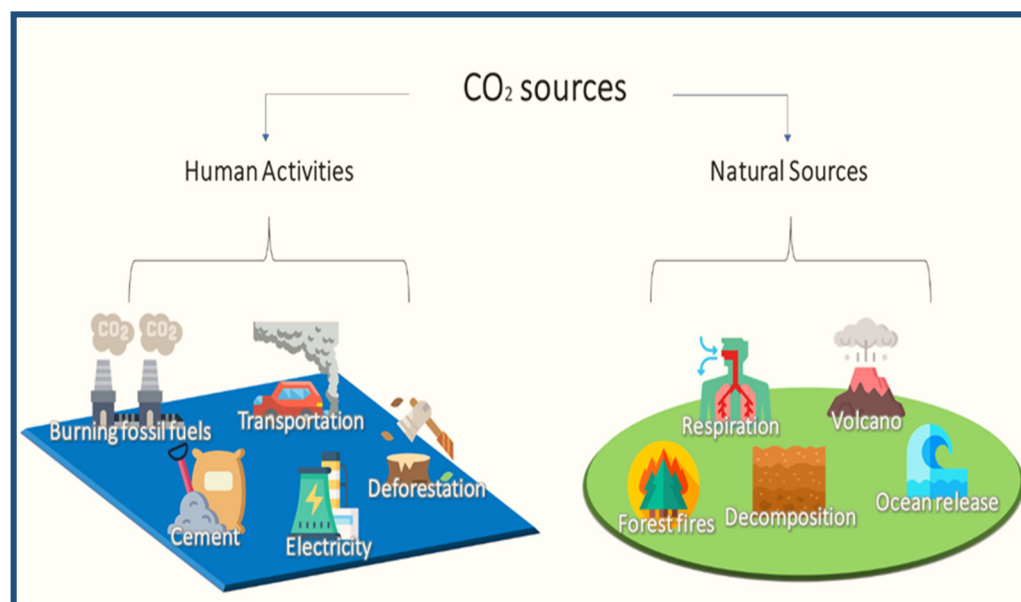 CO₂ sources
Human Activities
Natural Sources
CO₂ CO₂
Burning fossil fuels
Transportation
Deforestation
Cement
Electricity
Respiration
Volcano
Forest fires
Decomposition
Ocean release